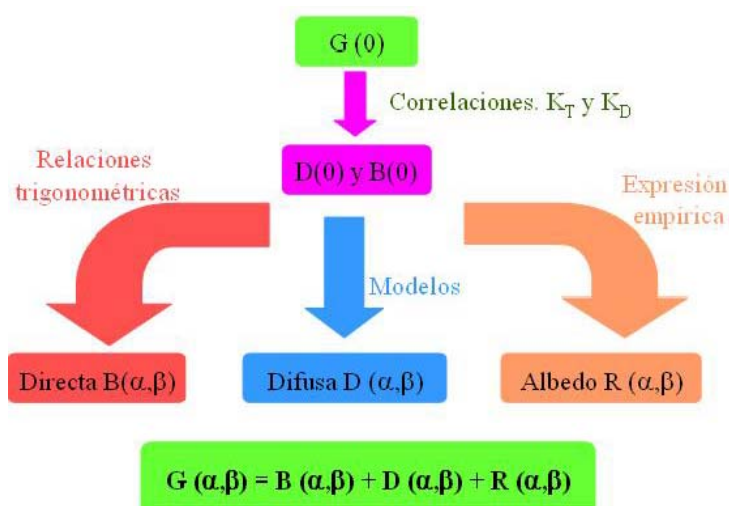 G (0)
Correlaciones. K_T y K_D
Relaciones
trigonométricas
D(0) y B(0)
Expresión
empírica
Modelos
Directa B(α,β)
Difusa D (α,β)
Albedo R (α,β)
G (α,β) = B (α,β) + D (α,β) + R (α,β)